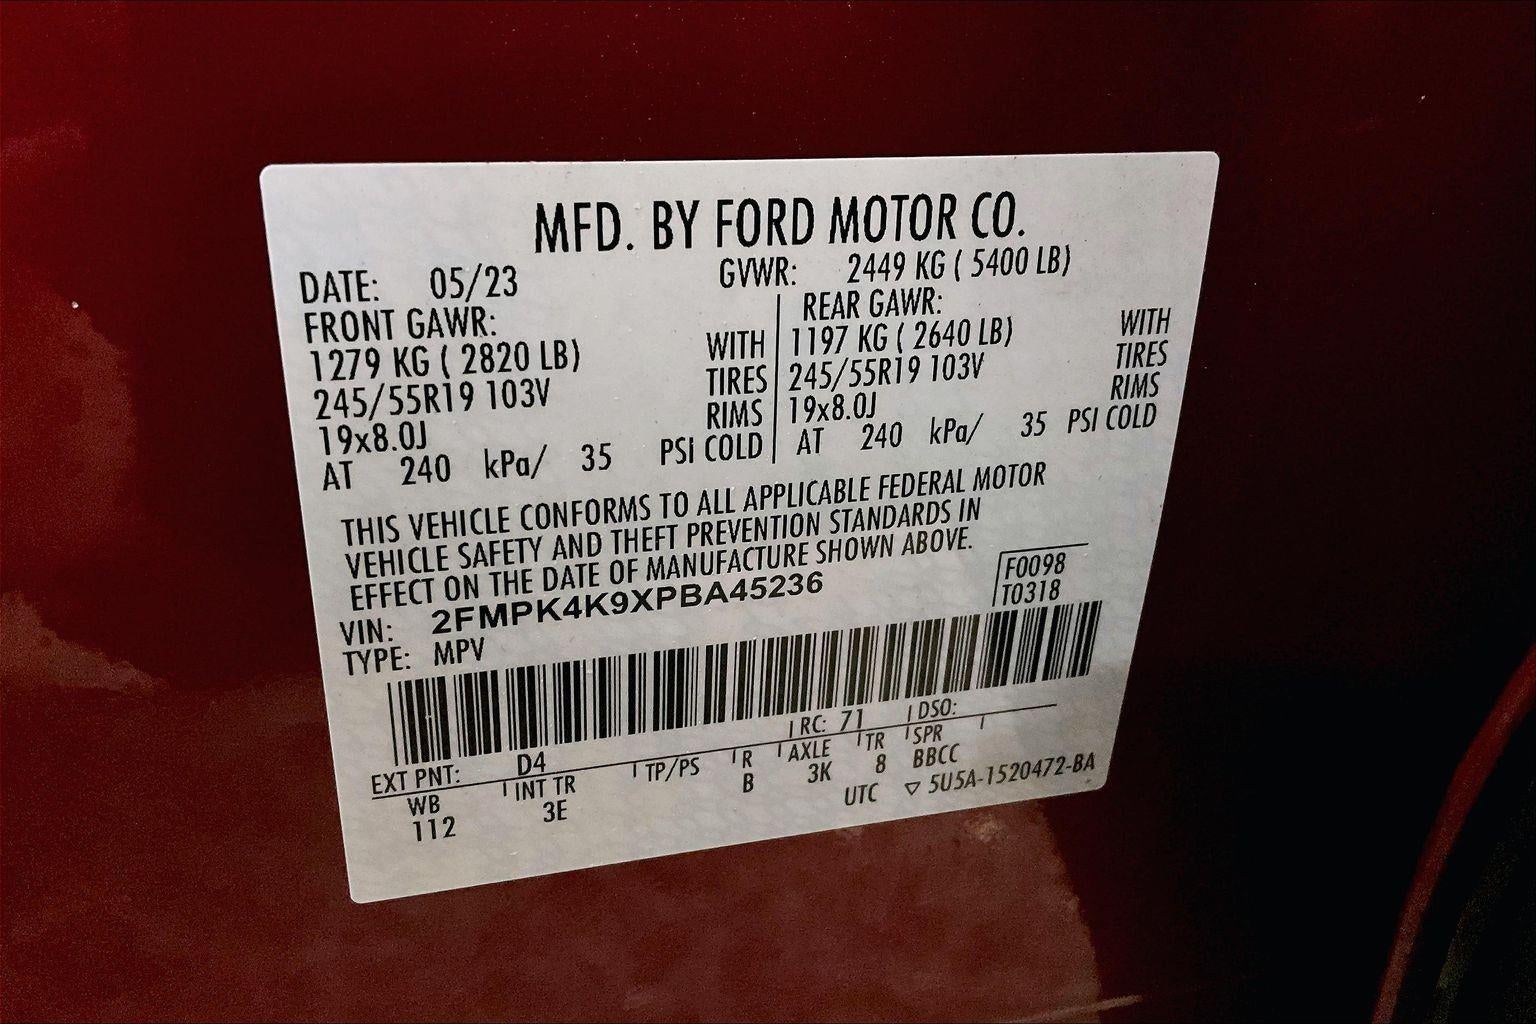 MFD. BY FORD MOTOR CO.
DATE: 05/23 GVWR: 2449 KG ( 5400 LB)
FRONT GAWR: REAR GAWR:
1279 KG ( 2820 LB) WITH 1197 KG ( 2640 LB) WITH
245/55R19 103V TIRES 245/55R19 103V TIRES
19x8.0J RIMS 19x8.0J RIMS
AT 240 kPa/ 35 PSI COLD AT 240 kPa/ 35 PSI COLD
THIS VEHICLE CONFORMS TO ALL APPLICABLE FEDERAL MOTOR
VEHICLE SAFETY AND THEFT PREVENTION STANDARDS IN
EFFECT ON THE DATE OF MANUFACTURE SHOWN ABOVE.
VIN: 2FMPK4K9XPBA45236 F0098
TYPE: MPV T0318
EXT PNT: D4 RC: 71 DSO:
WB INT TR TP/PS R AXLE TR SPR
112 3E B 3K 8 BBCC
UTC ▽ 5U5A-1520472-BA